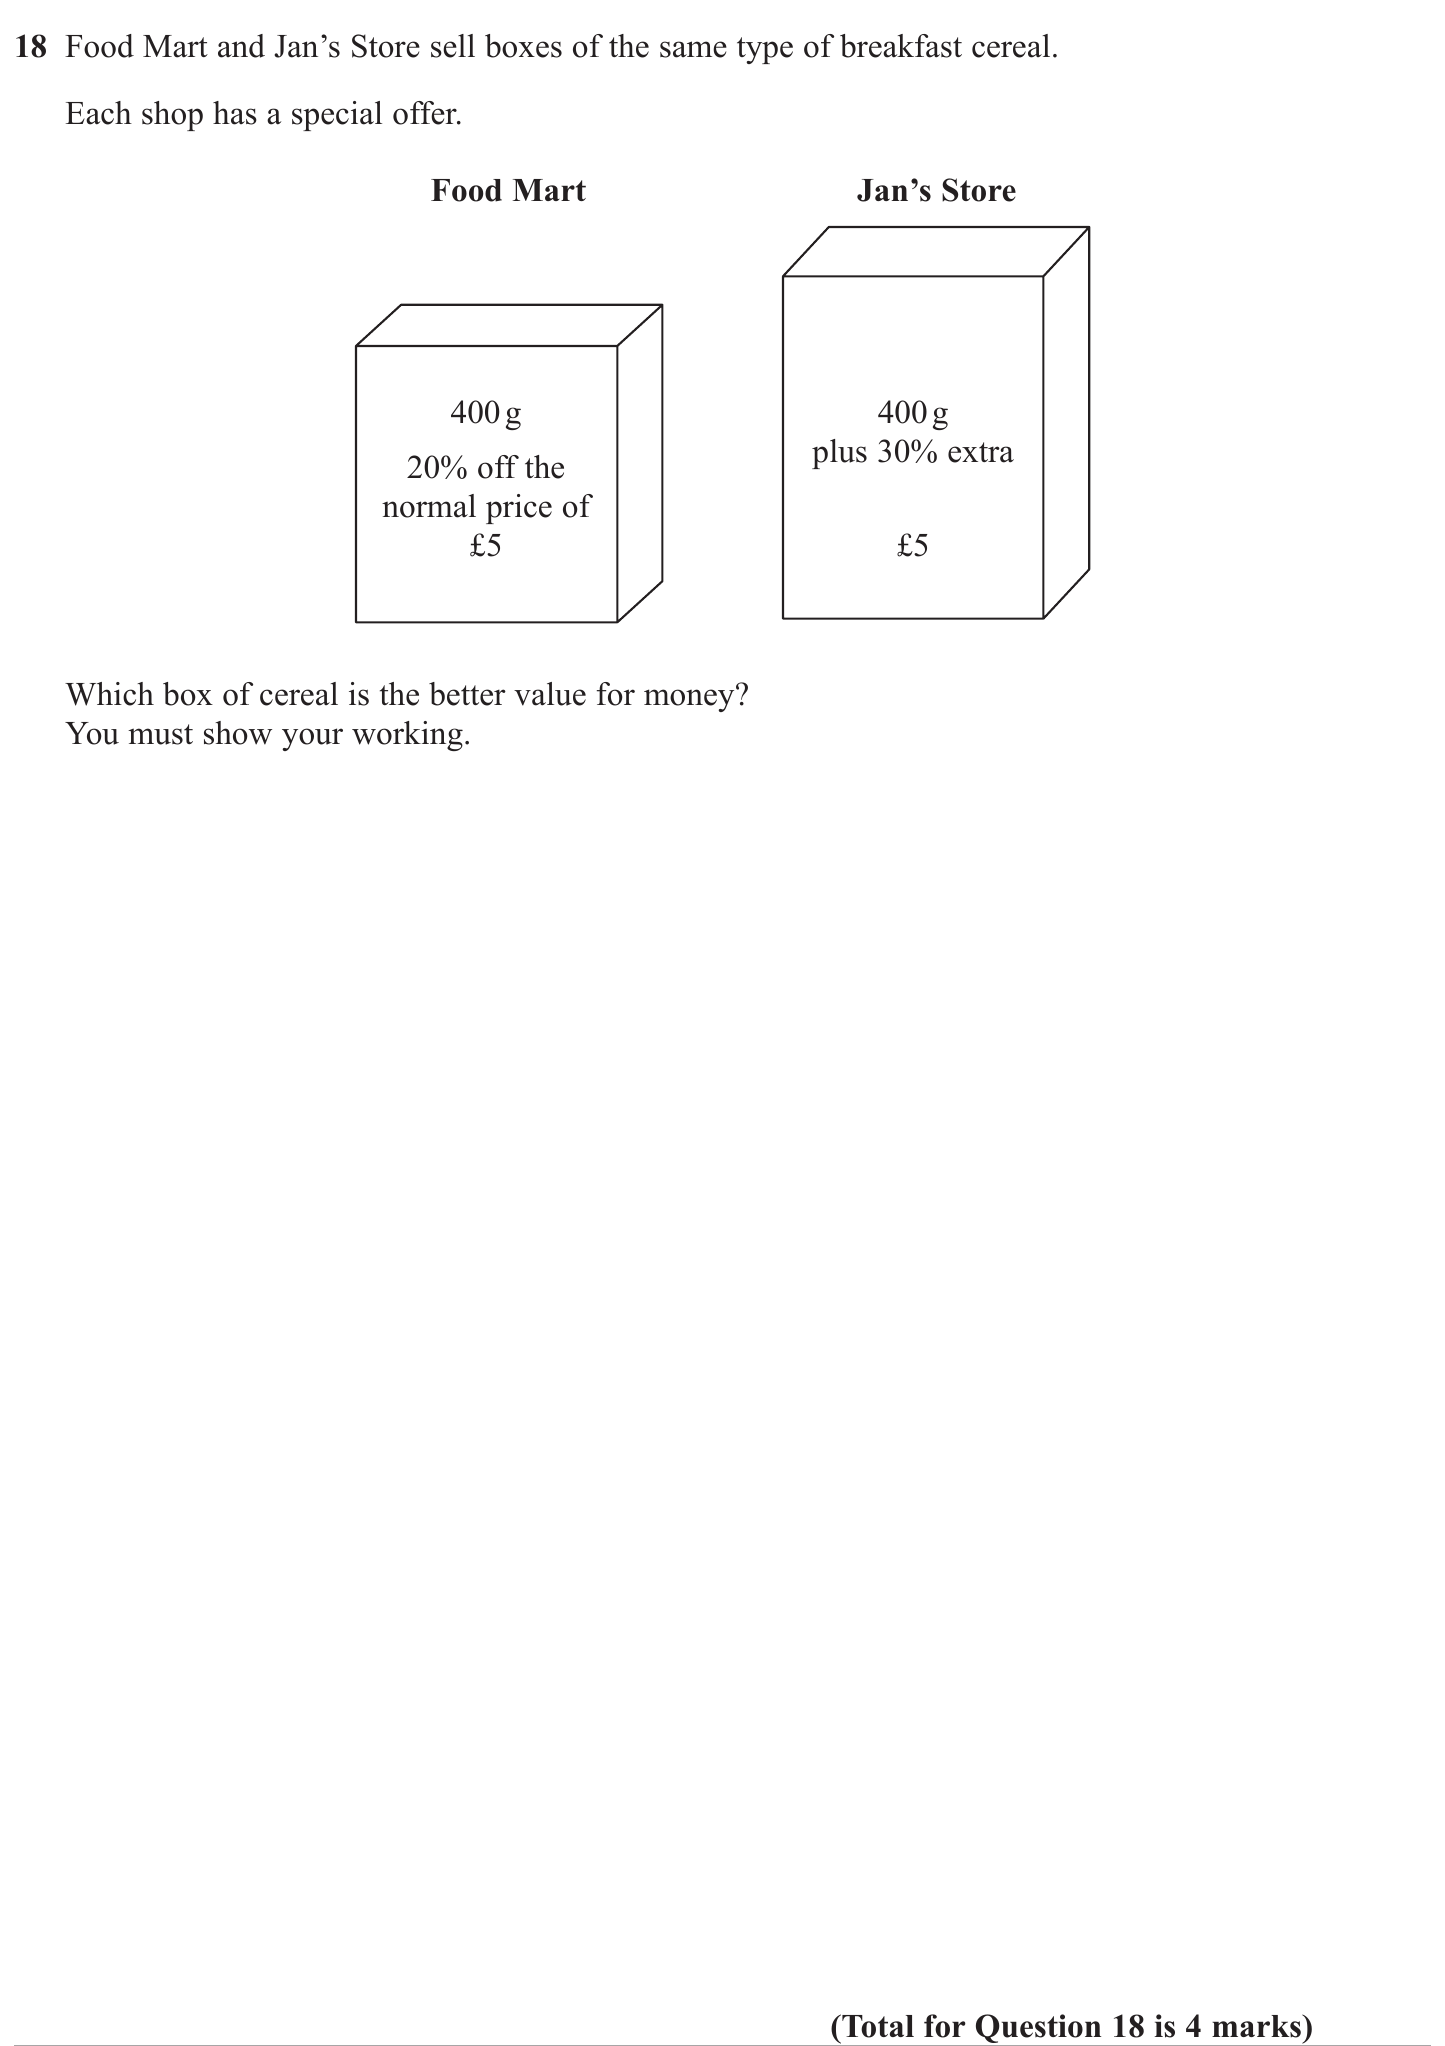 18 Food Mart and Jan’s Store sell boxes of the same type of breakfast cereal.
Each shop has a special offer.
Food Mart
Jan’s Store
400 g
20% off the
normal price of
£5
400 g
plus 30% extra
£5
Which box of cereal is the better value for money?
You must show your working.
(Total for Question 18 is 4 marks)